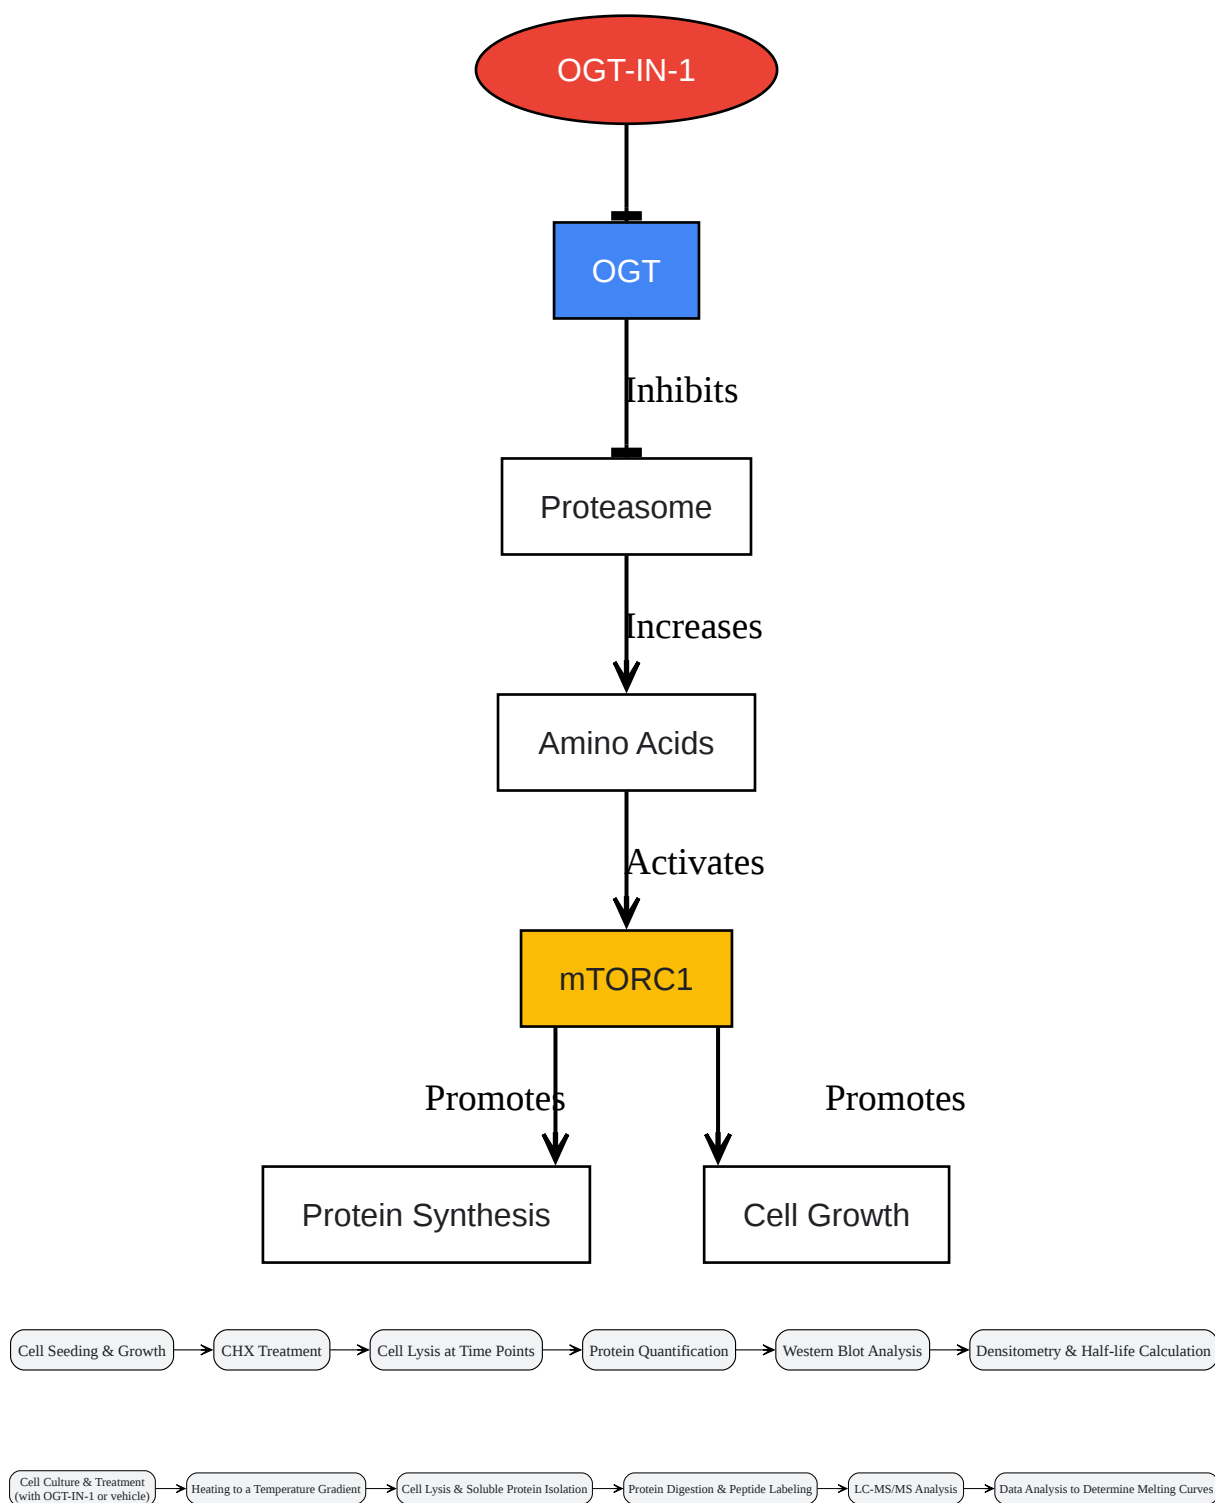 OGT-IN-1
OGT
Inhibits
Proteasome
Increases
Amino Acids
Activates
mTORC1
Promotes
Promotes
Protein Synthesis
Cell Growth
Cell Seeding & Growth
CHX Treatment
Cell Lysis at Time Points
Protein Quantification
Western Blot Analysis
Densitometry & Half-life Calculation
Cell Culture & Treatment
(with OGT-IN-1 or vehicle)
Heating to a Temperature Gradient
Cell Lysis & Soluble Protein Isolation
Protein Digestion & Peptide Labeling
LC-MS/MS Analysis
Data Analysis to Determine Melting Curves